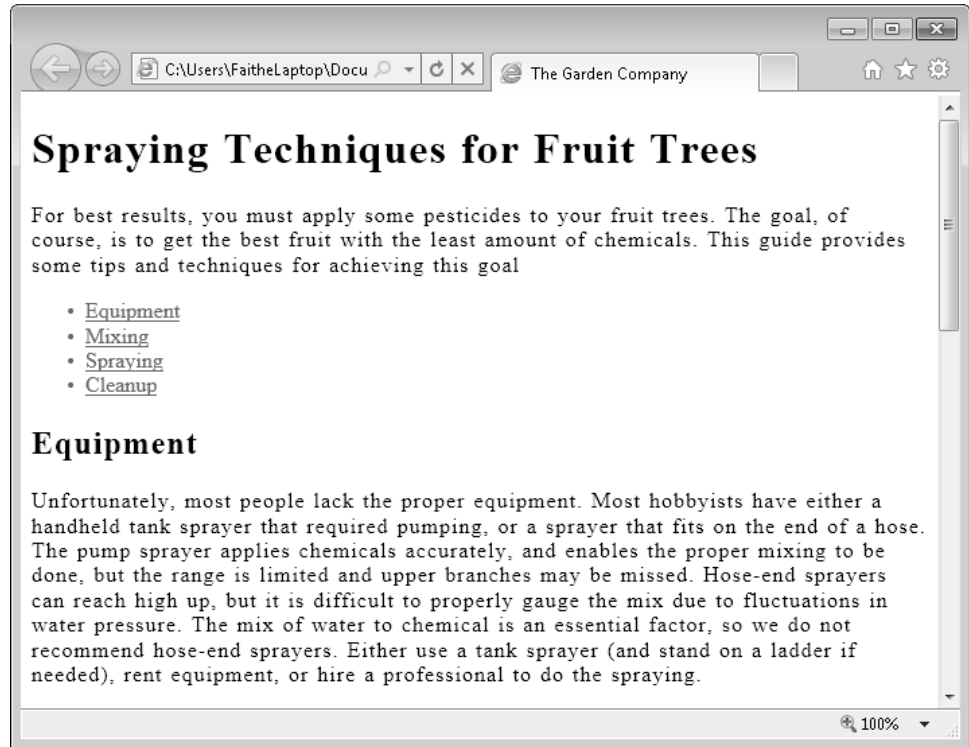 C:\Users\FaitheLaptop\Docu
The Garden Company
Spraying Techniques for Fruit Trees
For best results, you must apply some pesticides to your fruit trees. The goal, of
course, is to get the best fruit with the least amount of chemicals. This guide provides
some tips and techniques for achieving this goal
• Equipment
• Mixing
• Spraying
• Cleanup
Equipment
Unfortunately, most people lack the proper equipment. Most hobbyists have either a
handheld tank sprayer that required pumping, or a sprayer that fits on the end of a hose.
The pump sprayer applies chemicals accurately, and enables the proper mixing to be
done, but the range is limited and upper branches may be missed. Hose-end sprayers
can reach high up, but it is difficult to properly gauge the mix due to fluctuations in
water pressure. The mix of water to chemical is an essential factor, so we do not
recommend hose-end sprayers. Either use a tank sprayer (and stand on a ladder if
needed), rent equipment, or hire a professional to do the spraying.
100%